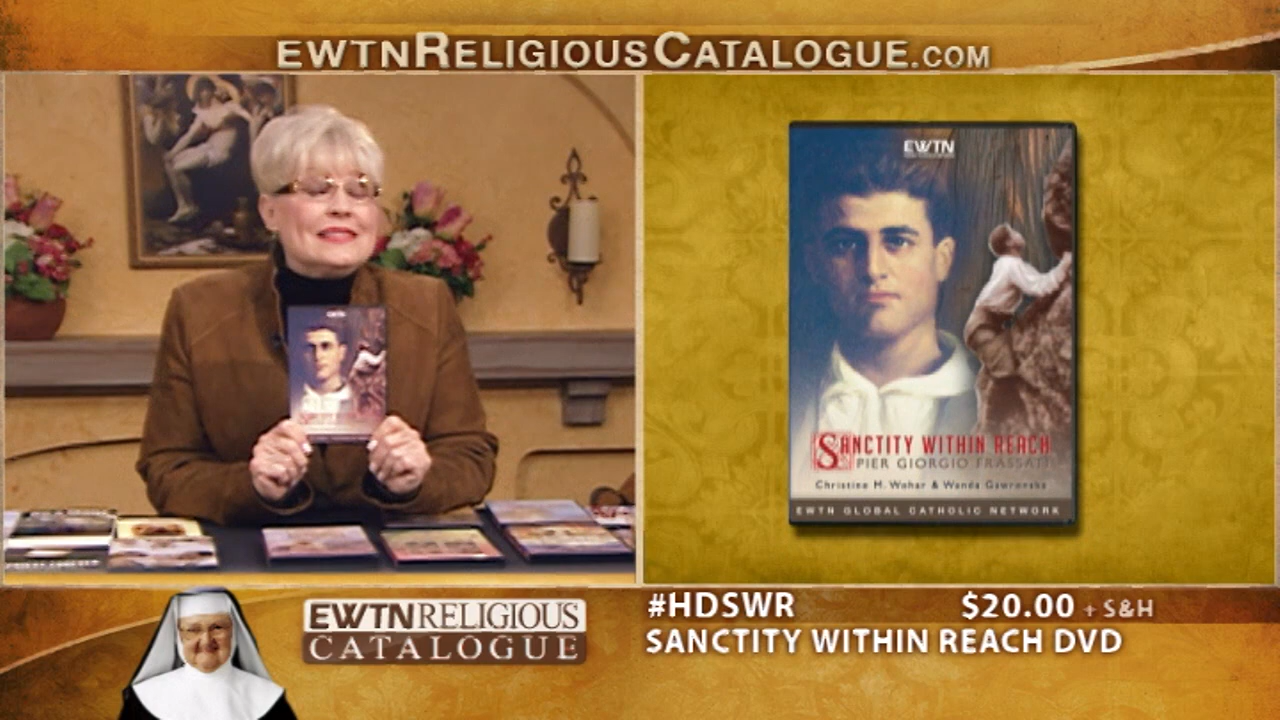 EWTNRELIGIOUSCATALOGUE.COM
EWTN
SANCTITY WITHIN REACH
PIER GIORGIO FRASSATI
Christine M. Wohar & Wanda Gawronska
EWTN GLOBAL CATHOLIC NETWORK
EWTNRELIGIOUS
CATALOGUE
#HDSWR $20.00 + S&H
SANCTITY WITHIN REACH DVD